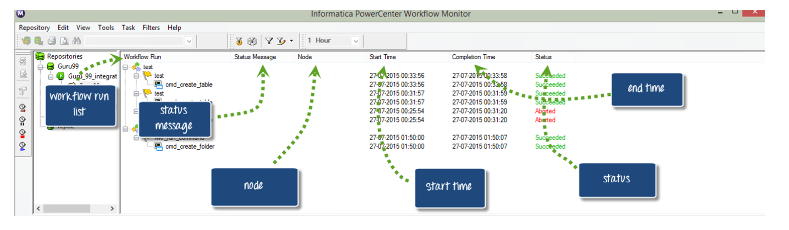 Informatica PowerCenter Workflow Monitor
Repository Edit View Tools Task Filters Help
1 Hour
Repositories
Guru99
Guru_99_integrat
Workflow Run Status Message Node Start Time Completion Time Status
test
test 27-07-2015 00:33:56 27-07-2015 00:33:58 Succeeded
cmd_create_table 27-07-2015 00:33:56 27-07-2015 00:33:58 Succeeded
test 27-07-2015 00:31:57 27-07-2015 00:31:59 Succeeded
27-07-2015 00:31:57 27-07-2015 00:31:59 Succeeded
27-07-2015 00:25:54 27-07-2015 00:31:20 Aborted
27-07-2015 00:25:54 27-07-2015 00:31:20 Aborted
27-07-2015 01:50:00 27-07-2015 01:50:07 Succeeded
cmd_create_folder 27-07-2015 01:50:00 27-07-2015 01:50:07 Succeeded
workflow run
list
status
message
end time
node
start time
status